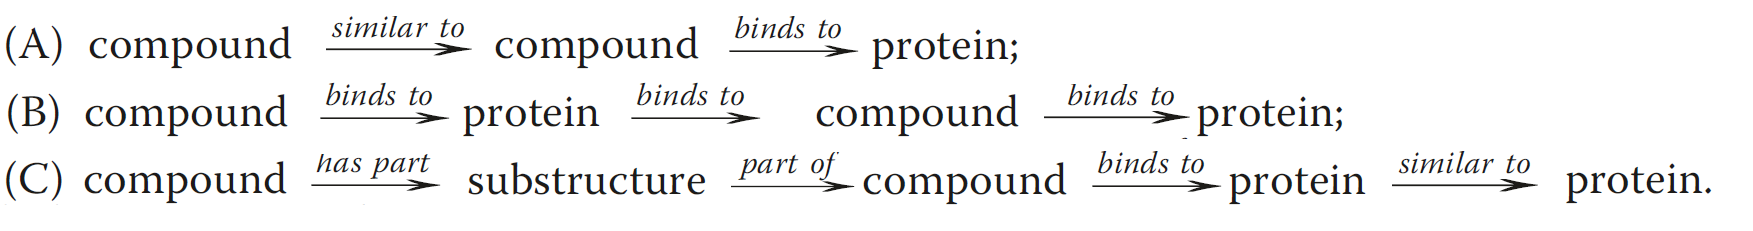 (A) compound similar to compound binds to protein;
(B) compound binds to protein binds to compound binds to protein;
(C) compound has part substructure part of compound binds to protein similar to protein.